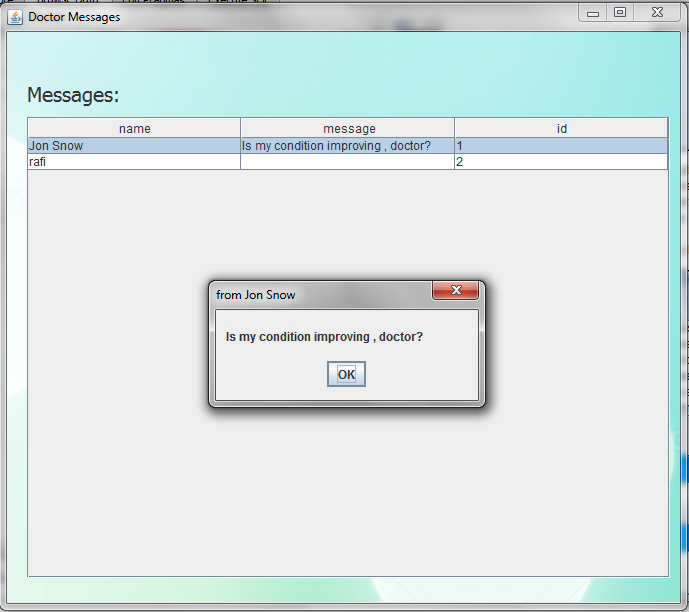 Doctor Messages
Messages:
name message id
Jon Snow Is my condition improving , doctor? 1
rafi 2
from Jon Snow
Is my condition improving , doctor?
OK